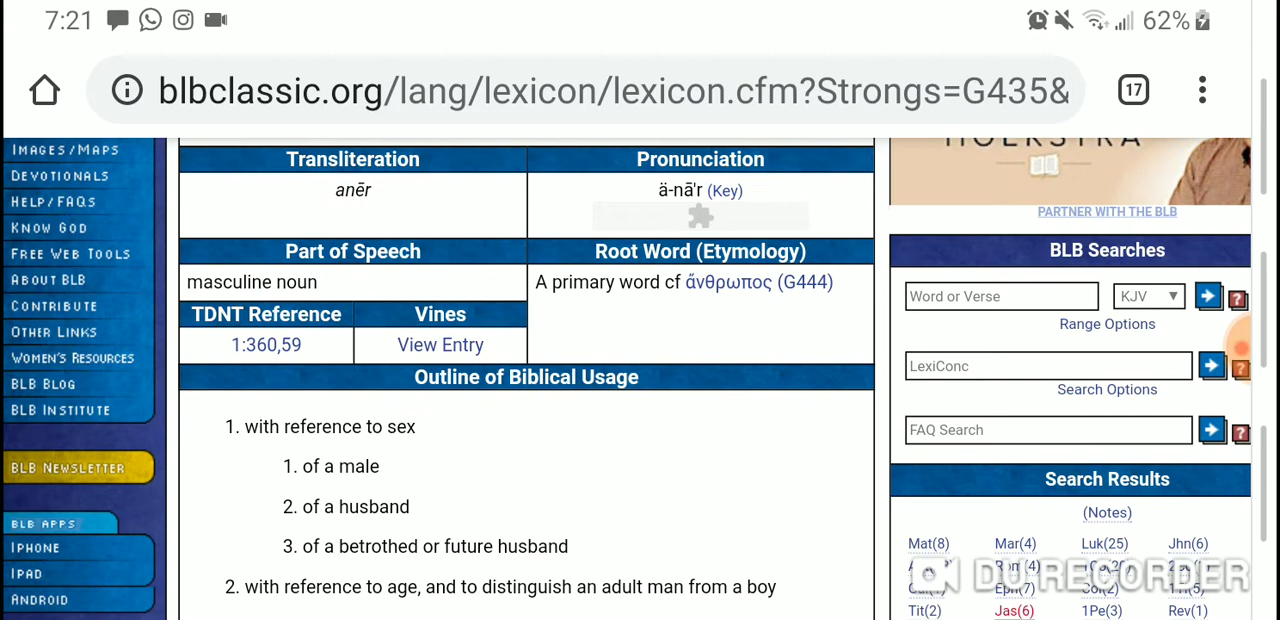 7:21 62%
blbclassic.org/lang/lexicon/lexicon.cfm?Strongs=G435& 17
IMAGES/MAPS
DEVOTIONALS
HELP/FAQS
KNOW GOD
FREE WEB TOOLS
ABOUT BLB
CONTRIBUTE
OTHER LINKS
WOMEN'S RESOURCES
BLB BLOG
BLB INSTITUTE
BLB NEWSLETTER
BLB APPS
IPHONE
IPAD
ANDROID
Transliteration Pronunciation
anēr ä-nā'r (Key)
Part of Speech Root Word (Etymology)
masculine noun A primary word cf ἄνθρωπος (G444)
TDNT Reference Vines
1:360,59 View Entry
Outline of Biblical Usage
1. with reference to sex
1. of a male
2. of a husband
3. of a betrothed or future husband
2. with reference to age, and to distinguish an adult man from a boy
HOEKSTRA
PARTNER WITH THE BLB
BLB Searches
Word or Verse KJV ?
Range Options
LexiConc ?
Search Options
FAQ Search ?
Search Results
(Notes)
Mat(8) Mar(4) Luk(25) Jhn(6)
Rom(4)
Eph(7) Col(2)
Tit(2) Jas(6) 1Pe(3) Rev(1)
DU RECORDER